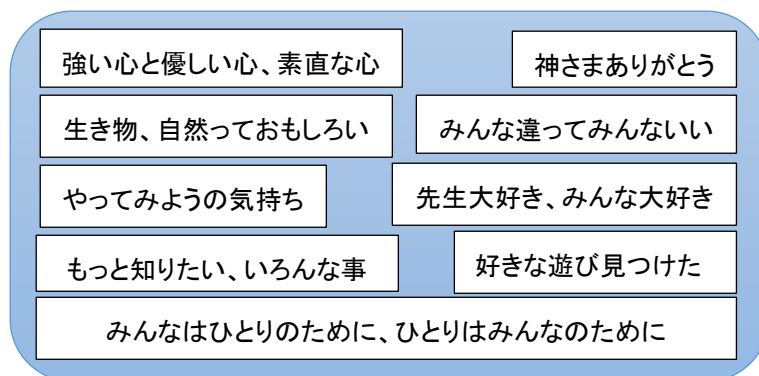 強い心と優しい心、素直な心
神さまありがとう
生き物、自然っておもしろい
みんな違ってみんないい
やってみようの気持ち
先生大好き、みんな大好き
もっと知りたい、いろんな事
好きな遊び見つけた
みんなはひとりのために、ひとりはみんなのために